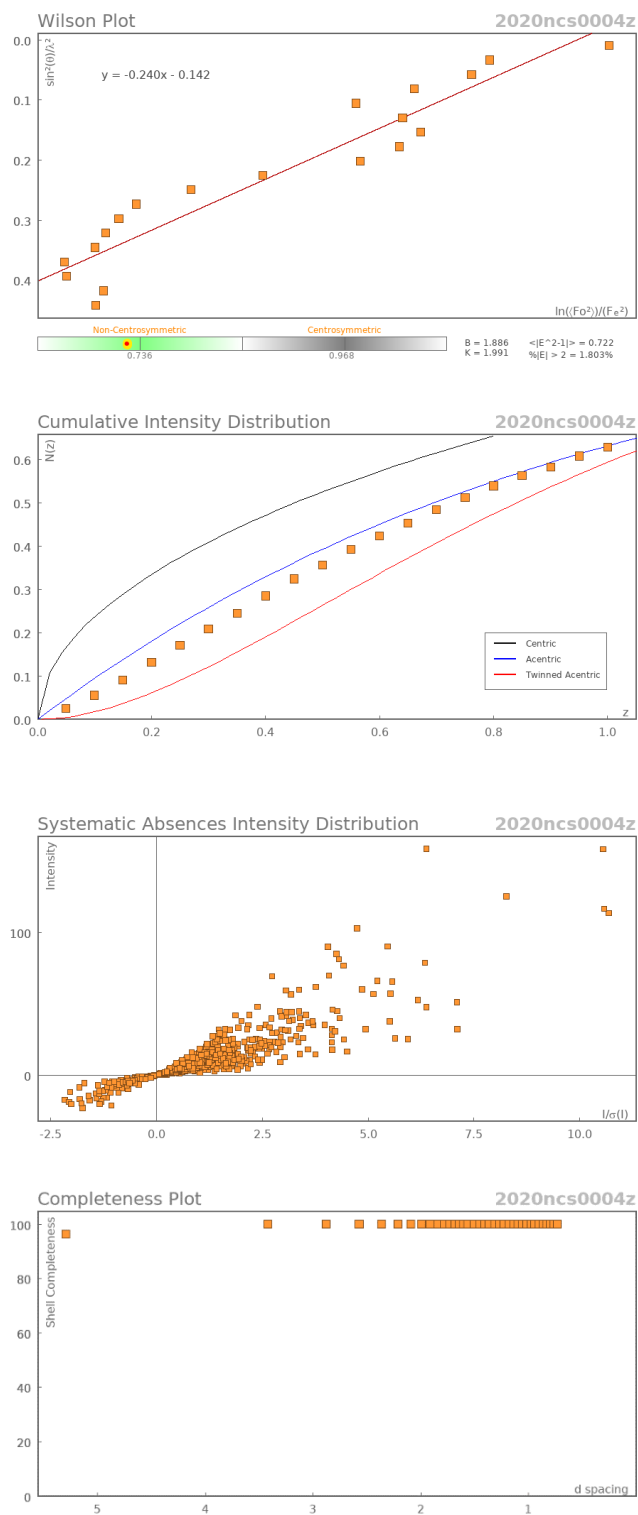 Wilson Plot 2020ncs0004z
0.0
0.1
0.2
0.3
0.4
sin²(θ)/λ²
y = -0.240x - 0.142
ln(⟨Fo²⟩)/(Fe²)
Non-Centrosymmetric Centrosymmetric
0.736 0.968
B = 1.886 <|E^2-1|> = 0.722
K = 1.991 %|E| > 2 = 1.803%
Cumulative Intensity Distribution 2020ncs0004z
N(z)
0.6
0.5
0.4
0.3
0.2
0.1
0.0
Centric
Acentric
Twinned Acentric
z
0.0 0.2 0.4 0.6 0.8 1.0
Systematic Absences Intensity Distribution 2020ncs0004z
Intensity
100
0
I/σ(I)
-2.5 0.0 2.5 5.0 7.5 10.0
Completeness Plot 2020ncs0004z
Shell Completeness
100
80
60
40
20
0
d spacing
5 4 3 2 1